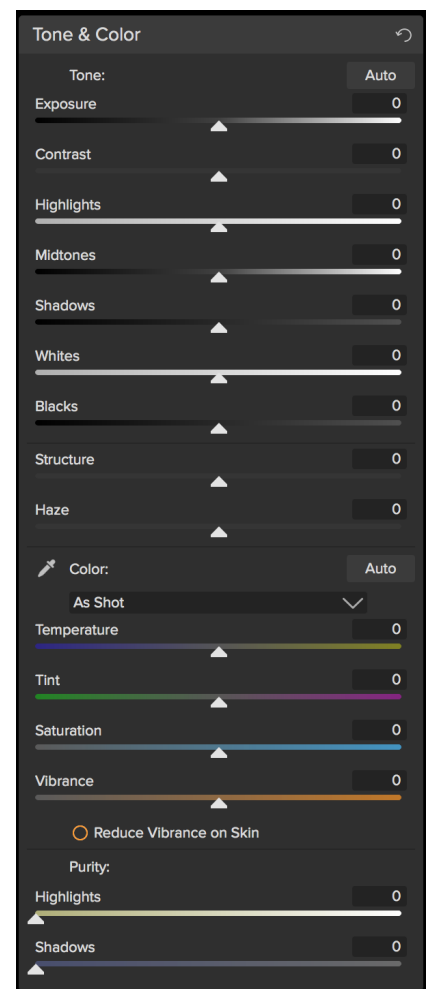 Tone & Color
Tone: Auto
Exposure 0
Contrast 0
Highlights 0
Midtones 0
Shadows 0
Whites 0
Blacks 0
Structure 0
Haze 0
Color: Auto
As Shot
Temperature 0
Tint 0
Saturation 0
Vibrance 0
Reduce Vibrance on Skin
Purity:
Highlights 0
Shadows 0